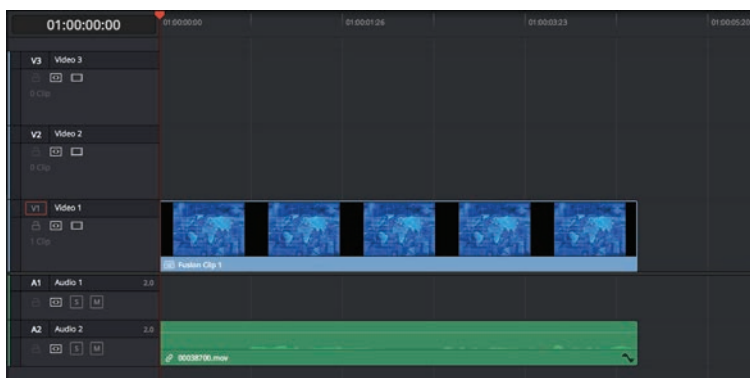 01:00:00:00
01:00:00:00 01:00:01:26 01:00:03:23 01:00:05:20
V3 Video 3
0 Clip
V2 Video 2
0 Clip
V1 Video 1
1 Clip
Fusion Clip 1
A1 Audio 1 2.0
S M
A2 Audio 2 2.0
S M
00038700.mov